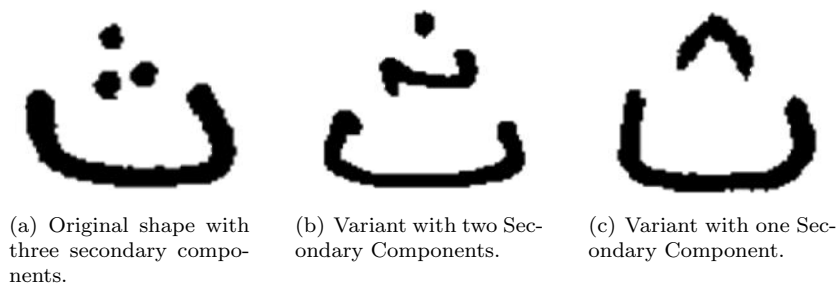 ث
ث
ث
(a) Original shape with
three secondary compo-
nents.
(b) Variant with two Sec-
ondary Components.
(c) Variant with one Sec-
ondary Component.